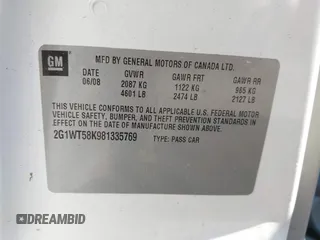 GM
MFD BY GENERAL MOTORS OF CANADA LTD.
DATE GVWR GAWR FRT GAWR RR
06/08 2087 KG 1122 KG 965 KG
4601 LB 2474 LB 2127 LB
THIS VEHICLE CONFORMS TO ALL APPLICABLE U.S. FEDERAL MOTOR
VEHICLE SAFETY, BUMPER, AND THEFT PREVENTION STANDARDS IN
EFFECT ON THE DATE OF MANUFACTURE SHOWN ABOVE.
2G1WT58K981335769
TYPE: PASS CAR
DREAMBID